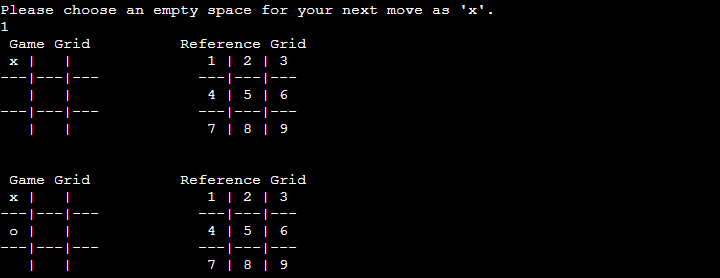 Please choose an empty space for your next move as 'x'.
1
 Game Grid          Reference Grid
 x |   |               1 | 2 | 3
---|---|---           ---|---|---
   |   |               4 | 5 | 6
---|---|---           ---|---|---
   |   |               7 | 8 | 9
 Game Grid          Reference Grid
 x |   |               1 | 2 | 3
---|---|---           ---|---|---
 o |   |               4 | 5 | 6
---|---|---           ---|---|---
   |   |               7 | 8 | 9